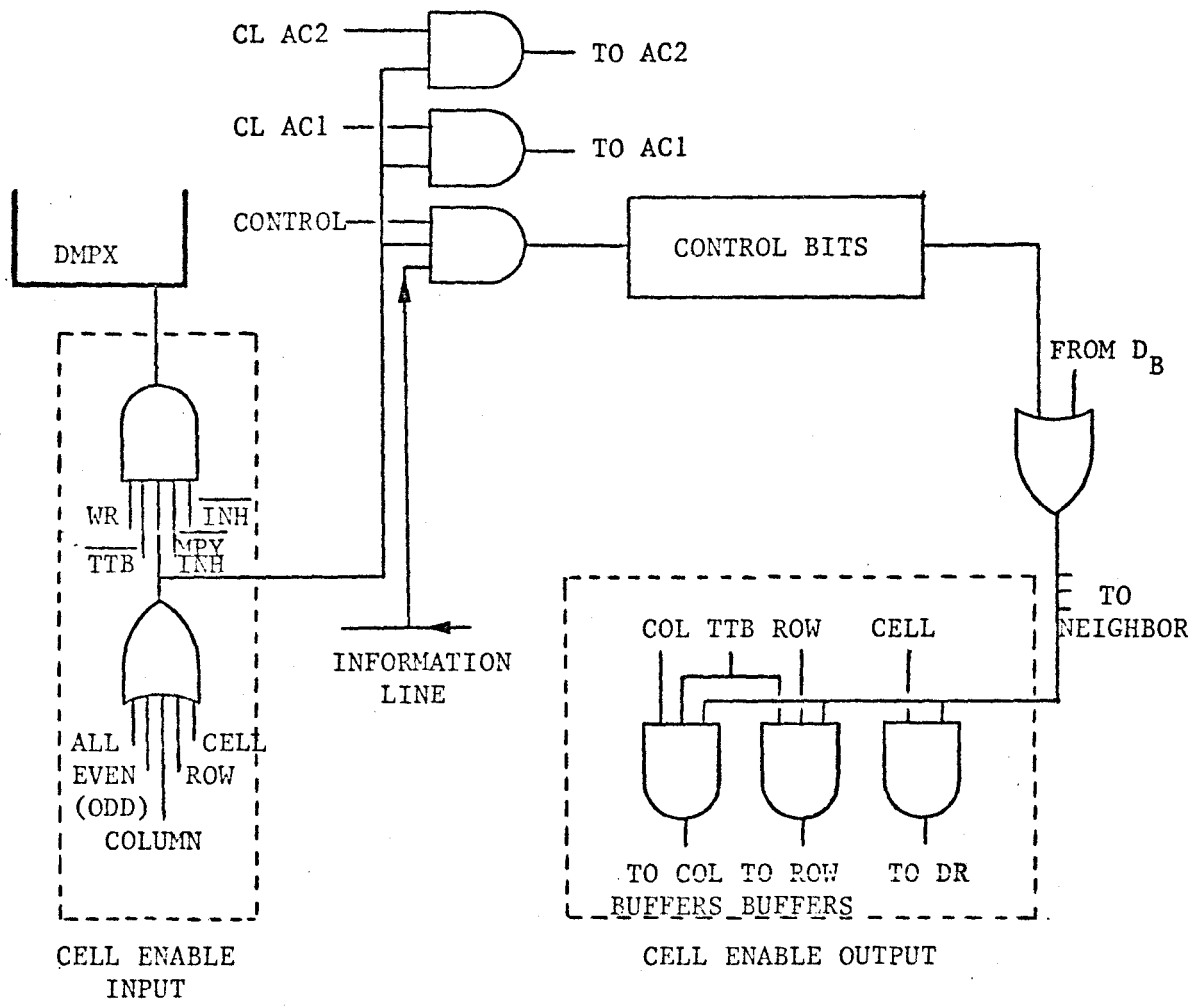 CL AC2
TO AC2
CL AC1
TO AC1
CONTROL
CONTROL BITS
DMPX
FROM D_B
WR
INH
TTB
MPY
INH
TO
NEIGHBOR
COL TTB ROW CELL
INFORMATION
LINE
ALL
CELL
EVEN
ROW
(ODD)
COLUMN
TO COL TO ROW TO DR
BUFFERS BUFFERS
CELL ENABLE
INPUT
CELL ENABLE OUTPUT